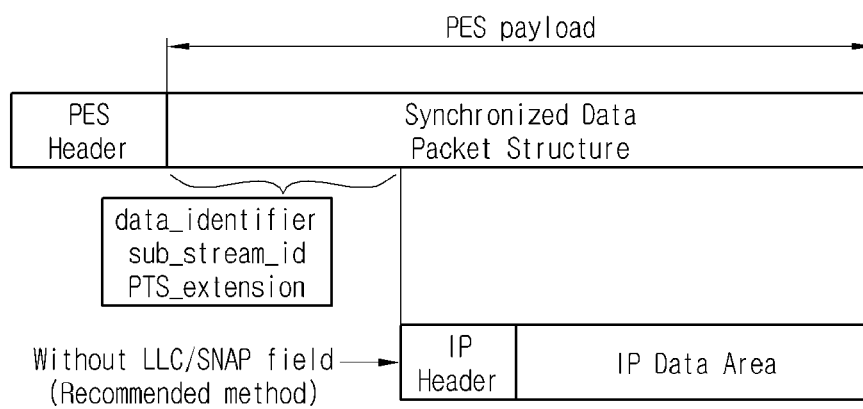 PES payload
PES
Header
Synchronized Data
Packet Structure
data_identifier
sub_stream_id
PTS_extension
Without LLC/SNAP field
(Recommended method)
IP
Header
IP Data Area